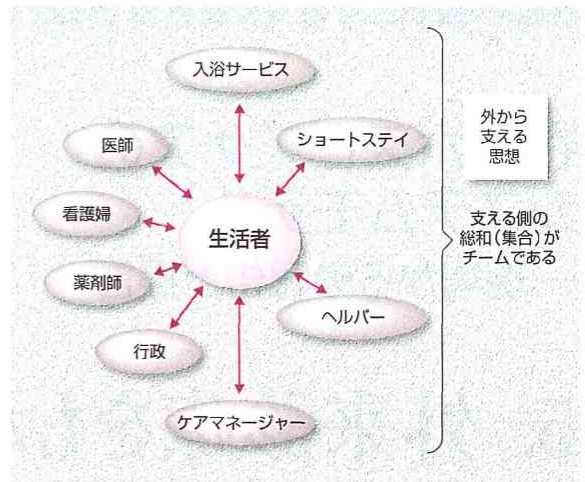 入浴サービス
医師
ショートステイ
外から
支える
思想
看護婦
生活者
支える側の
総和（集合）が
チームである
薬剤師
ヘルパー
行政
ケアマネージャー